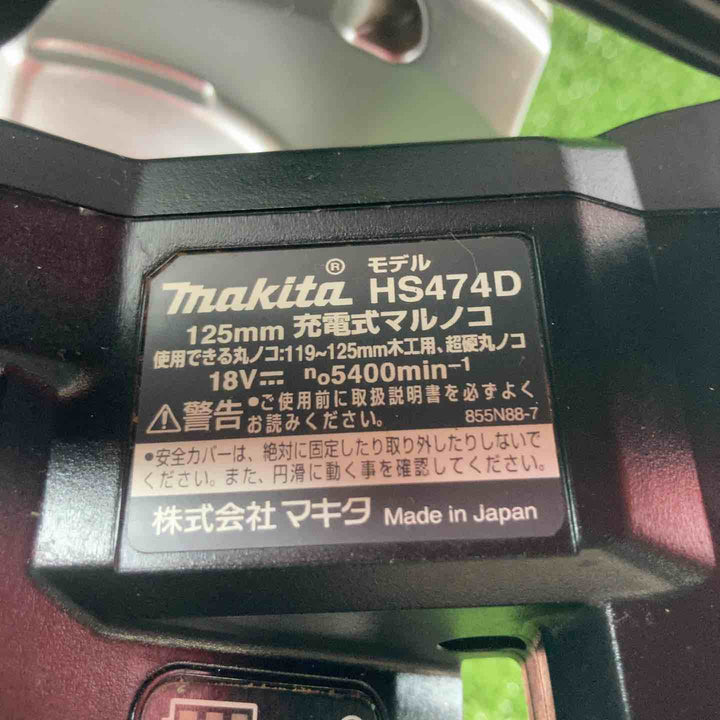 makita® モデル HS474D
125mm 充電式マルノコ
使用できる丸ノコ:119~125mm木工用、超硬丸ノコ
18V⎓ n₀5400min⁻¹
⚠警告 •ご使用前に取扱説明書を必ずよく
お読みください。 855N88-7
•安全カバーは、絶対に固定したり取り外したりしないで
ください。また、円滑に動く事を確認してください。
株式会社 マキタ Made in Japan